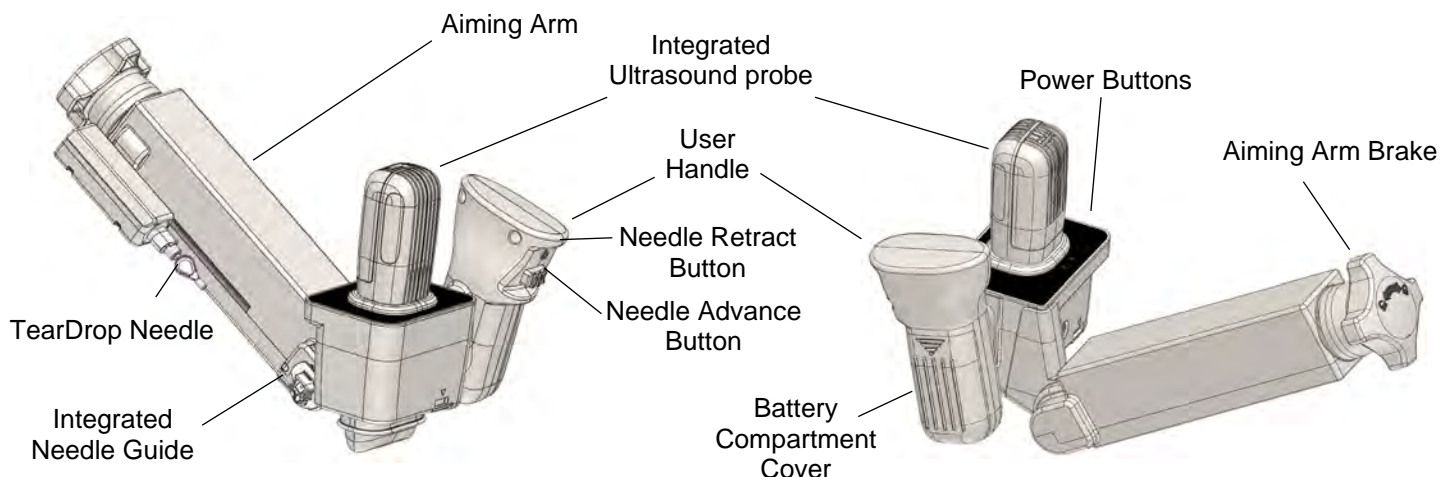 Aiming Arm
Integrated
Ultrasound probe
Power Buttons
User
Handle
Aiming Arm Brake
Needle Retract
Button
TearDrop Needle
Needle Advance
Button
Integrated
Needle Guide
Battery
Compartment
Cover